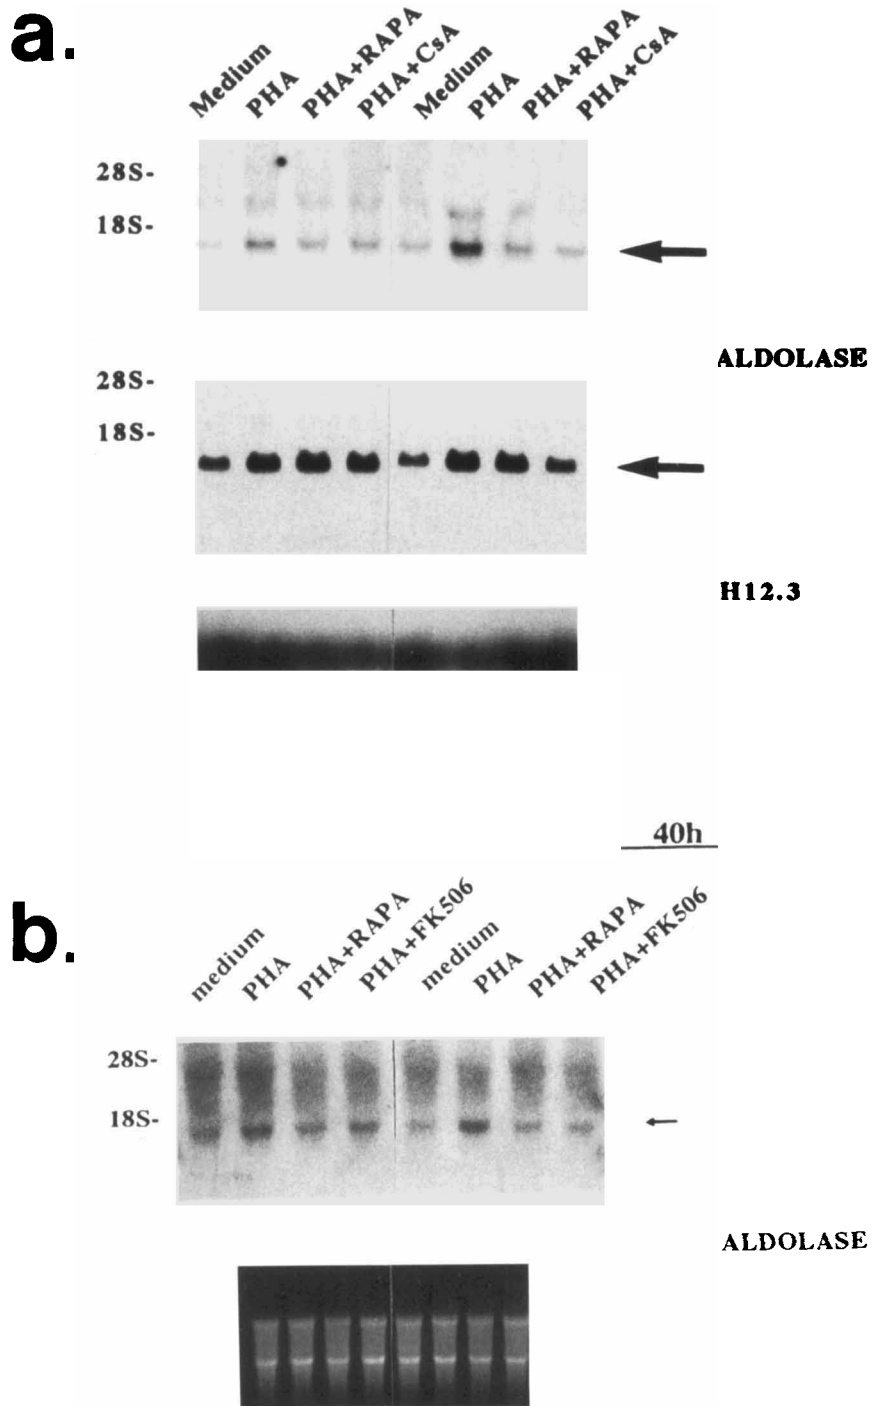 a.
Medium PHA PHA+RAPA PHA+CsA Medium PHA PHA+RAPA PHA+CsA
28S-
18S-
ALDOLASE
28S-
18S-
H12.3
40h
b.
medium PHA PHA+RAPA PHA+FK506 medium PHA PHA+RAPA PHA+FK506
28S-
18S-
ALDOLASE